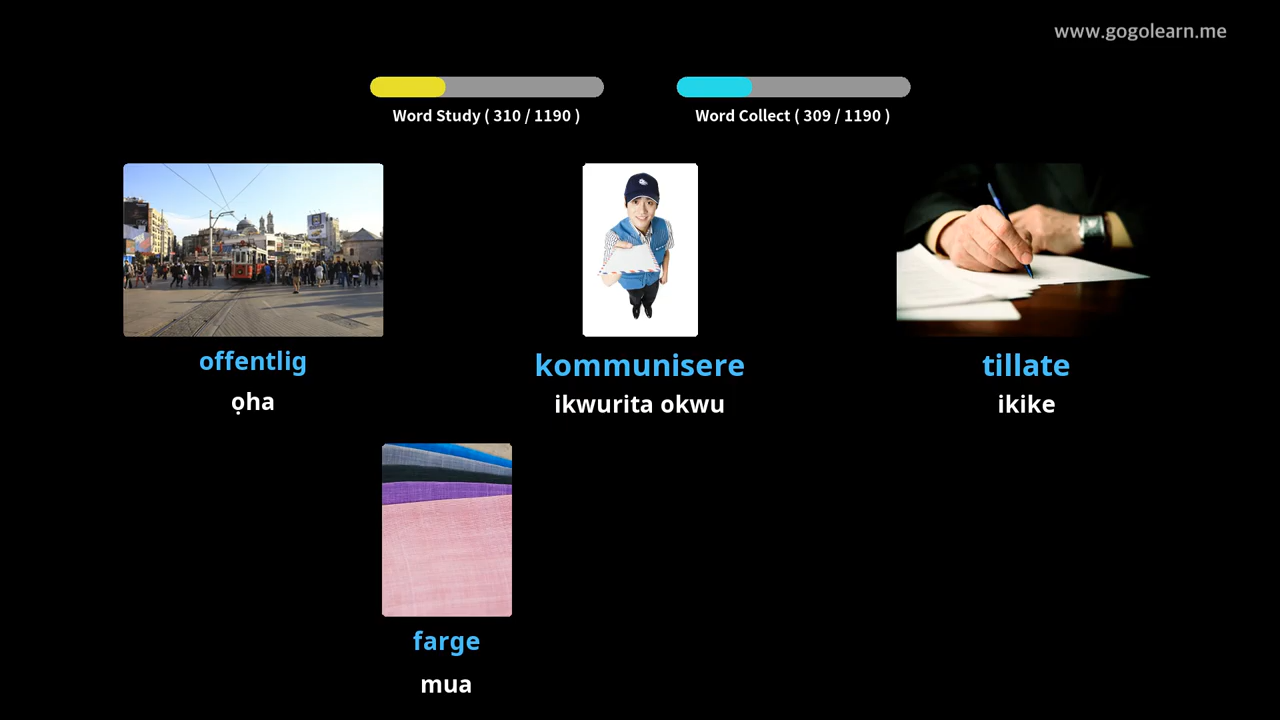 www.gogolearn.me
Word Study ( 310 / 1190 )
Word Collect ( 309 / 1190 )
offentlig
ọha
kommunisere
ikwurita okwu
tillate
ikike
farge
mua